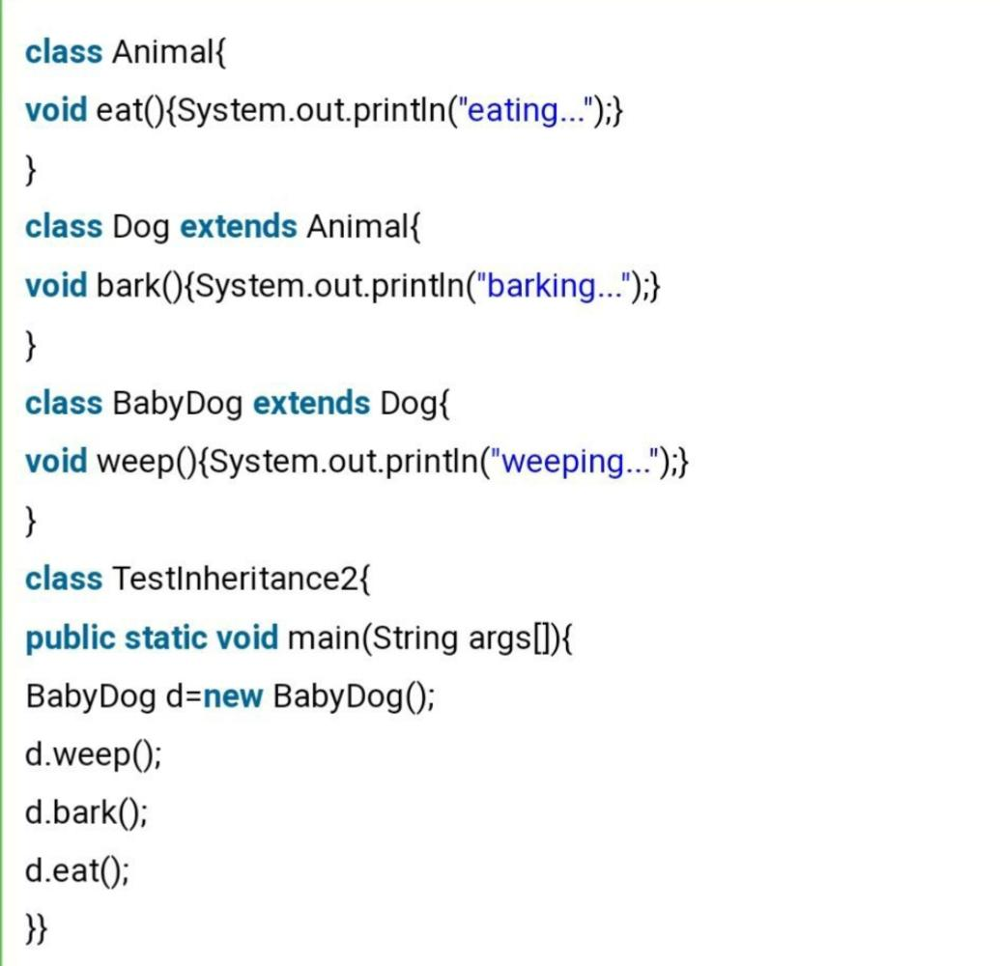 class Animal{
void eat(){System.out.println("eating...");}
}
class Dog extends Animal{
void bark(){System.out.println("barking...");}
}
class BabyDog extends Dog{
void weep(){System.out.println("weeping...");}
}
class TestInheritance2{
public static void main(String args[]){
BabyDog d=new BabyDog();
d.weep();
d.bark();
d.eat();
}}